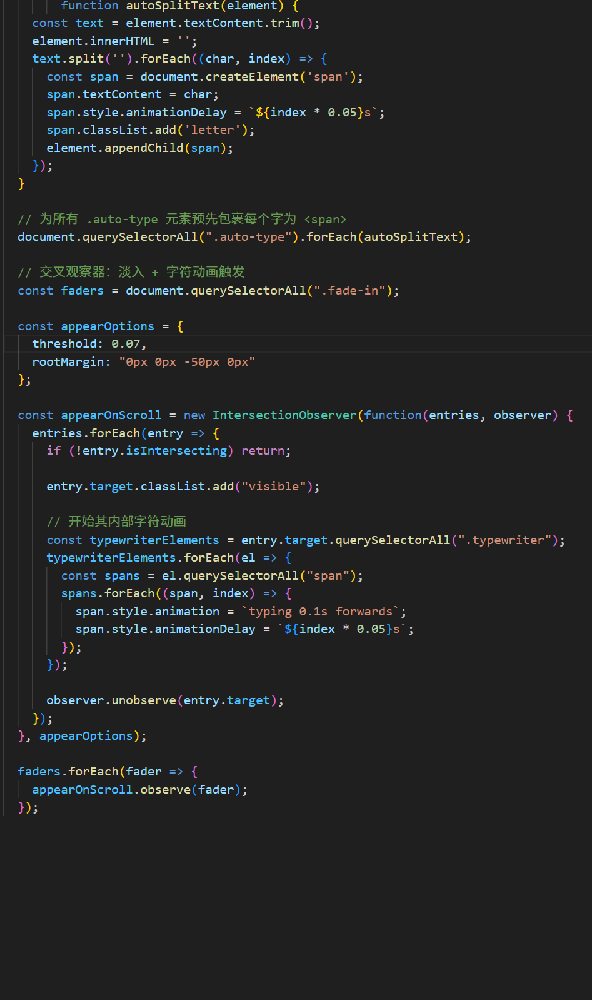 function autoSplitText(element) {
const text = element.textContent.trim();
element.innerHTML = '';
text.split('').forEach((char, index) => {
const span = document.createElement('span');
span.textContent = char;
span.style.animationDelay = `${index * 0.05}s`;
span.classList.add('letter');
element.appendChild(span);
});
}
// 为所有 .auto-type 元素预先包裹每个字为 <span>
document.querySelectorAll(".auto-type").forEach(autoSplitText);
// 交叉观察器：淡入 + 字符动画触发
const faders = document.querySelectorAll(".fade-in");
const appearOptions = {
threshold: 0.07,
rootMargin: "0px 0px -50px 0px"
};
const appearOnScroll = new IntersectionObserver(function(entries, observer) {
entries.forEach(entry => {
if (!entry.isIntersecting) return;
entry.target.classList.add("visible");
// 开始其内部字符动画
const typewriterElements = entry.target.querySelectorAll(".typewriter");
typewriterElements.forEach(el => {
const spans = el.querySelectorAll("span");
spans.forEach((span, index) => {
span.style.animation = `typing 0.1s forwards`;
span.style.animationDelay = `${index * 0.05}s`;
});
});
observer.unobserve(entry.target);
});
}, appearOptions);
faders.forEach(fader => {
appearOnScroll.observe(fader);
});